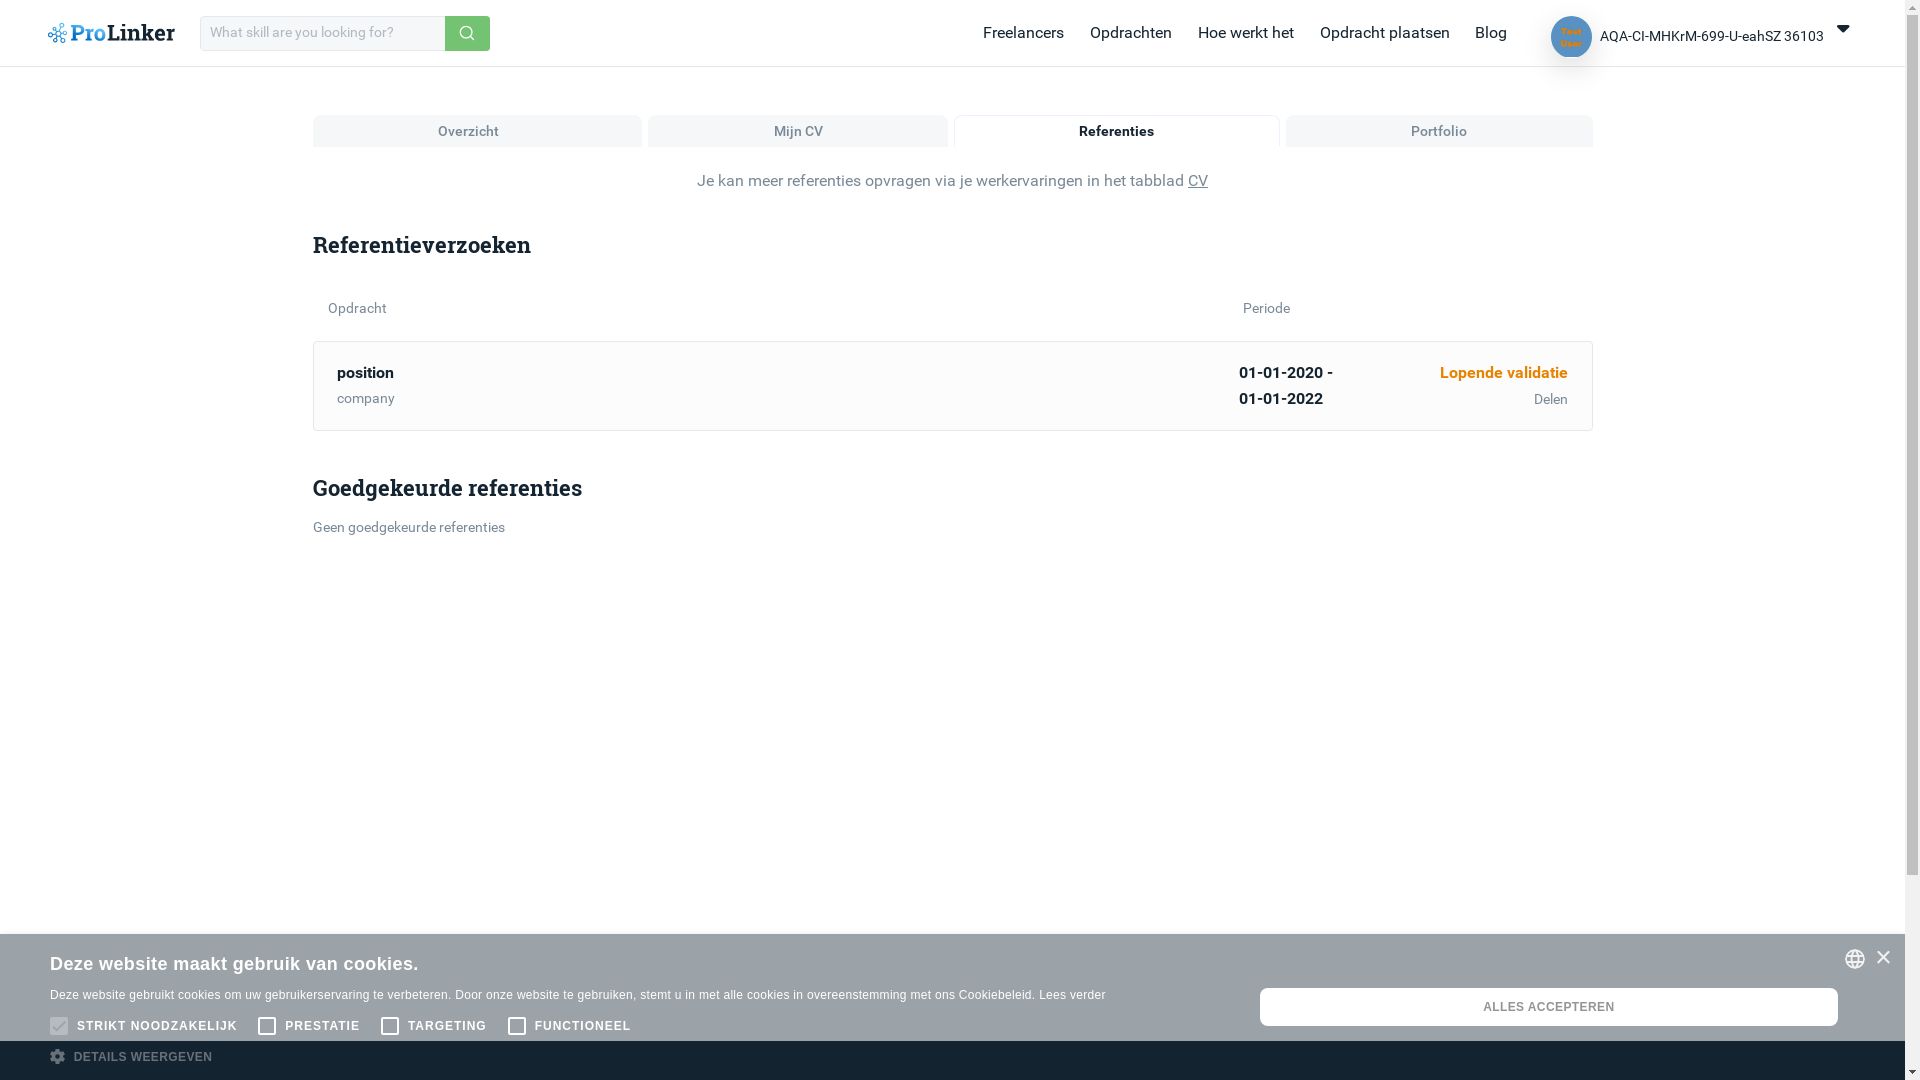 ProLinker
What skill are you looking for?
Freelancers
Opdrachten
Hoe werkt het
Opdracht plaatsen
Blog
Test User
AQA-CI-MHKrM-699-U-eahSZ 36103
Overzicht
Mijn CV
Referenties
Portfolio
Je kan meer referenties opvragen via je werkervaringen in het tabblad CV
Referentieverzoeken
Opdracht
Periode
position
company
01-01-2020 -
01-01-2022
Lopende validatie
Delen
Goedgekeurde referenties
Geen goedgekeurde referenties
Deze website maakt gebruik van cookies.
Deze website gebruikt cookies om uw gebruikerservaring te verbeteren. Door onze website te gebruiken, stemt u in met alle cookies in overeenstemming met ons Cookiebeleid. Lees verder
STRIKT NOODZAKELIJK
PRESTATIE
TARGETING
FUNCTIONEEL
DETAILS WEERGEVEN
ALLES ACCEPTEREN